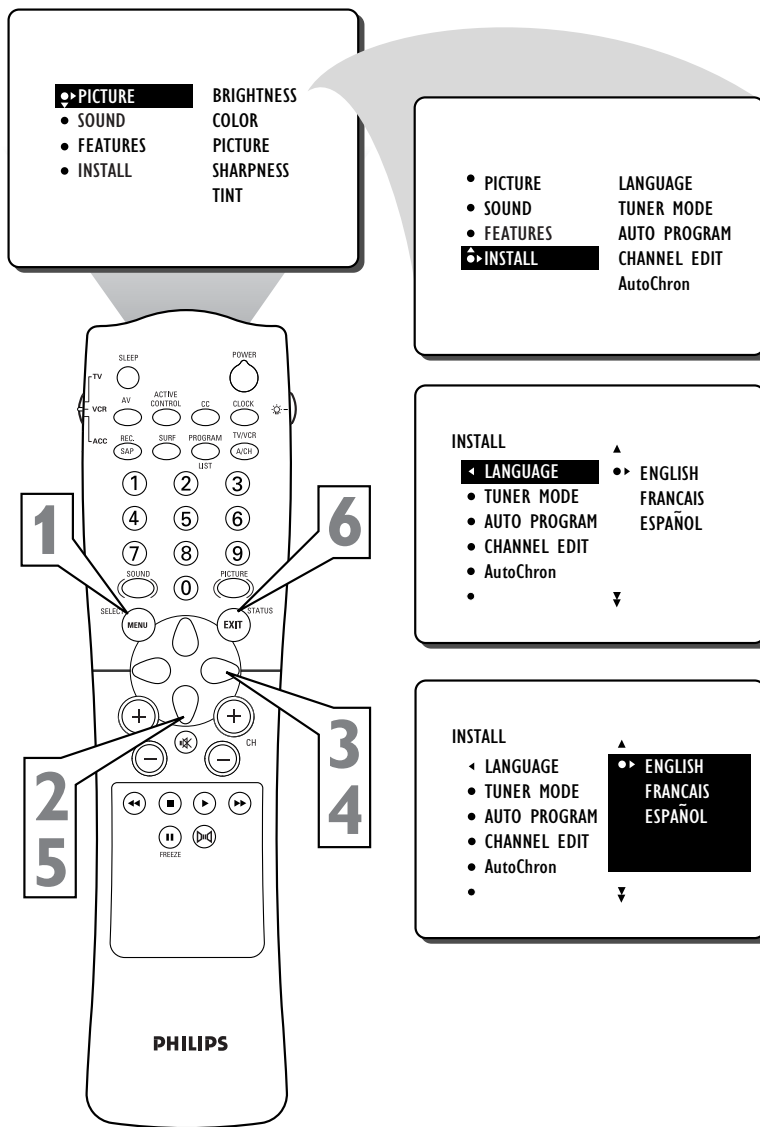 PICTURE BRIGHTNESS
SOUND COLOR
FEATURES PICTURE
INSTALL SHARPNESS
TINT
PICTURE LANGUAGE
SOUND TUNER MODE
FEATURES AUTO PROGRAM
INSTALL CHANNEL EDIT
AutoChron
SLEEP POWER
TV
VCR
ACC
AV ACTIVE CONTROL CC CLOCK
REC. SURF PROGRAM TV/VCR
SAP A/CH
LIST
1 2 3
4 5 6
7 8 9
SOUND 0 PICTURE
SELECT MENU EXIT STATUS
CH
FREEZE
PHILIPS
1
6
2
5
3
4
INSTALL
LANGUAGE ENGLISH
TUNER MODE FRANCAIS
AUTO PROGRAM ESPAÑOL
CHANNEL EDIT
AutoChron
INSTALL
LANGUAGE ENGLISH
TUNER MODE FRANCAIS
AUTO PROGRAM ESPAÑOL
CHANNEL EDIT
AutoChron